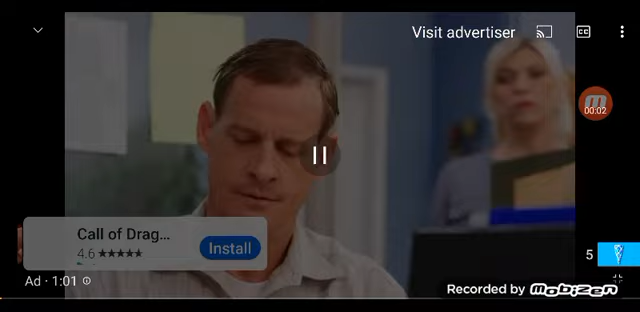 Visit advertiser
CC
00:02
Call of Drag...
4.6
Install
5
Ad · 1:01
Recorded by mobizen